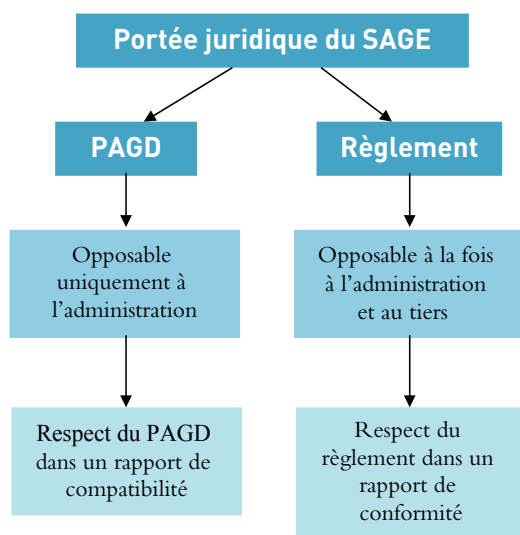 Portée juridique du SAGE
PAGD
Règlement
Opposable
uniquement à
l'administration
Opposable à la fois
à l'administration
et au tiers
Respect du PAGD
dans un rapport de
compatibilité
Respect du
règlement dans un
rapport de
conformité